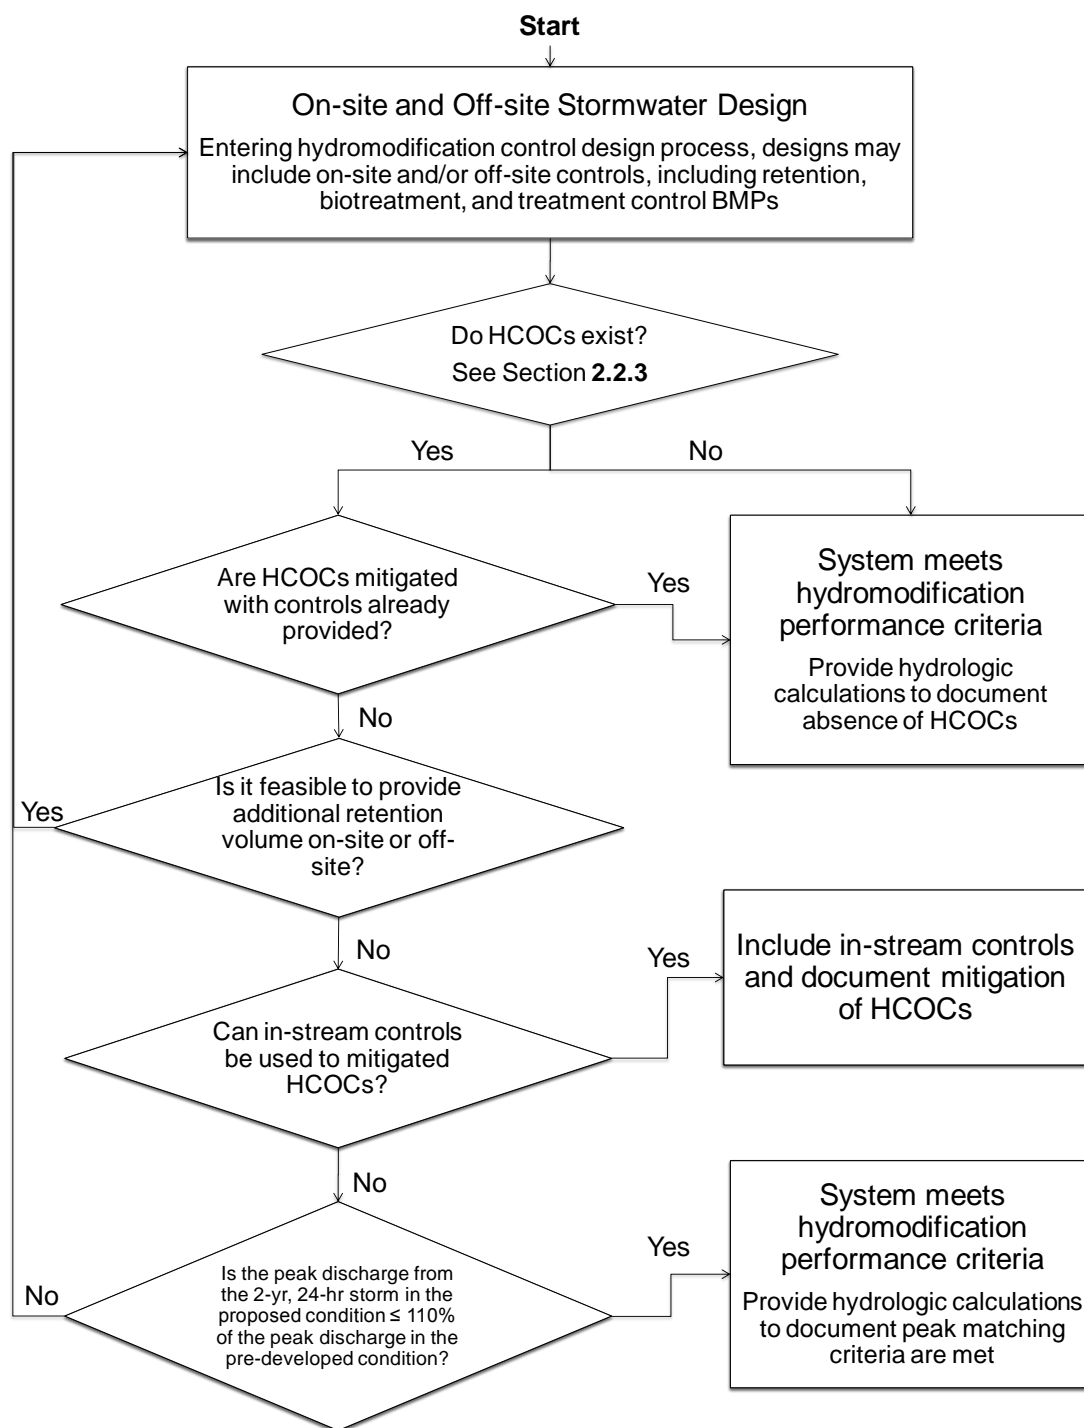 Start
On-site and Off-site Stormwater Design
Entering hydromodification control design process, designs may
include on-site and/or off-site controls, including retention,
biotreatment, and treatment control BMPs
Do HCOCs exist?
See Section 2.2.3
Yes
No
Are HCOCs mitigated
with controls already
provided?
Yes
System meets
hydromodification
performance criteria
Provide hydrologic
calculations to document
absence of HCOCs
No
Is it feasible to provide
additional retention
volume on-site or off-
site?
Yes
No
Can in-stream controls
be used to mitigated
HCOCs?
Yes
Include in-stream controls
and document mitigation
of HCOCs
No
Is the peak discharge from
the 2-yr, 24-hr storm in the
proposed condition ≤ 110%
of the peak discharge in the
pre-developed condition?
No
Yes
System meets
hydromodification
performance criteria
Provide hydrologic calculations
to document peak matching
criteria are met